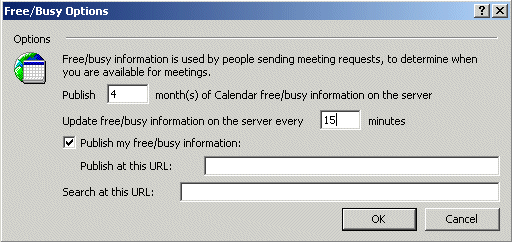 Free/Busy Options
Options
Free/busy information is used by people sending meeting requests, to determine when
you are available for meetings.
Publish 4 month(s) of Calendar free/busy information on the server
Update free/busy information on the server every 15 minutes
Publish my free/busy information:
Publish at this URL:
Search at this URL:
OK Cancel